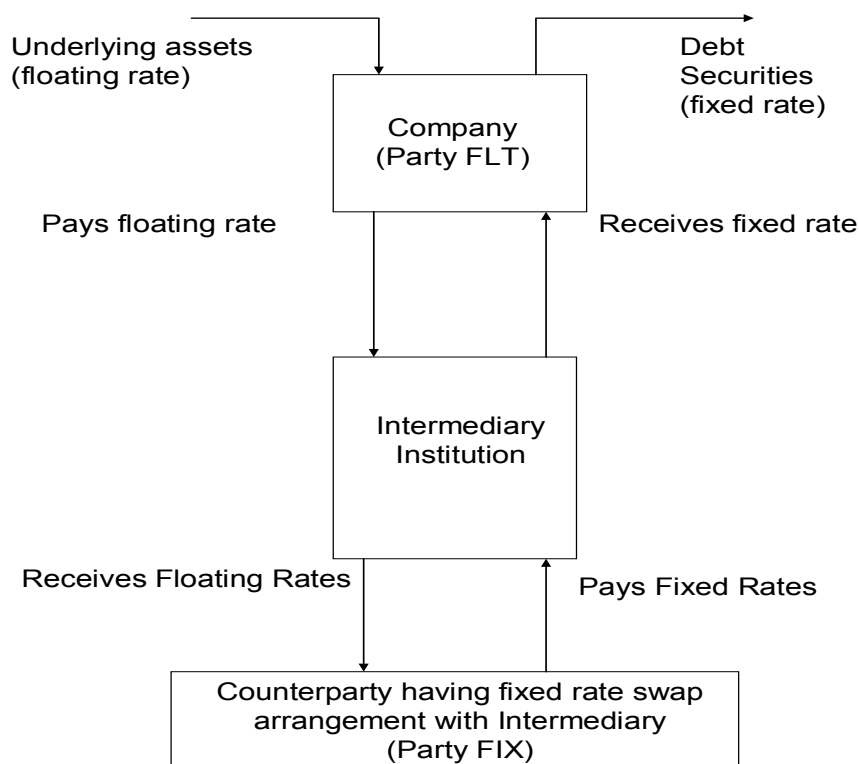 Underlying assets
(floating rate)
Debt
Securities
(fixed rate)
Company
(Party FLT)
Pays floating rate
Receives fixed rate
Intermediary
Institution
Receives Floating Rates
Pays Fixed Rates
Counterparty having fixed rate swap
arrangement with Intermediary
(Party FIX)